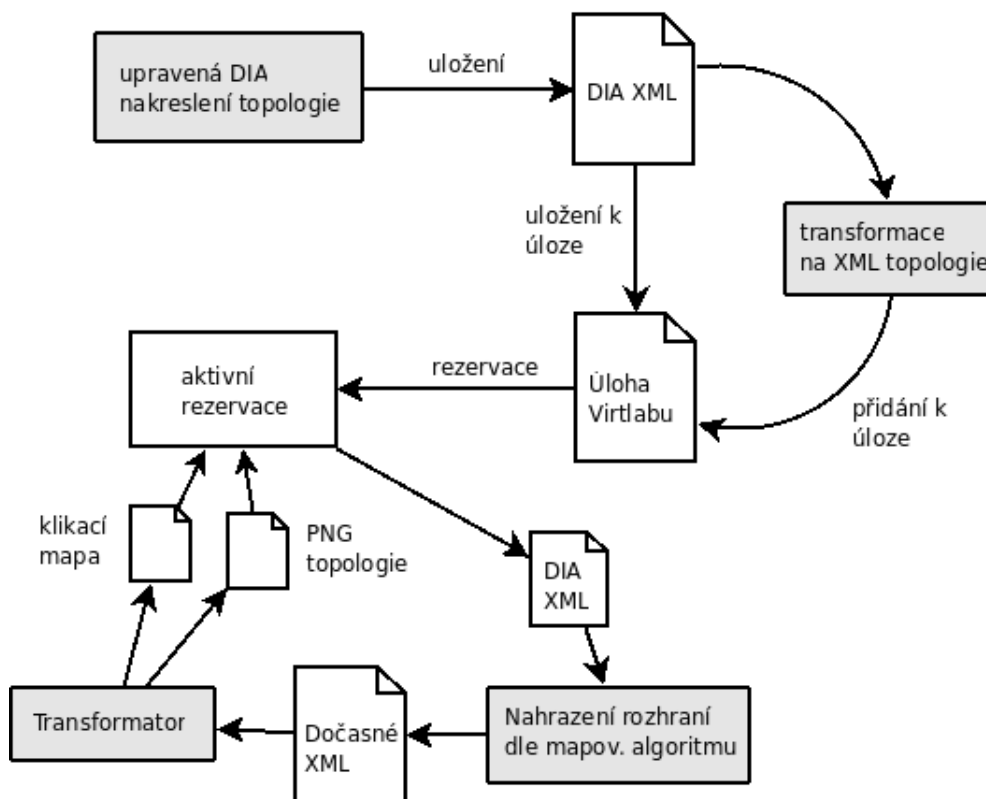 upravená DIA
nakreslení topologie
uložení
DIA XML
uložení k
úloze
transformace
na XML topologie
aktivní
rezervace
rezervace
Úloha
Virtlabu
přidání k
úloze
klikací
mapa
PNG
topologie
DIA
XML
Transformator
Dočasné
XML
Nahrazení rozhraní
dle mapov. algoritmu